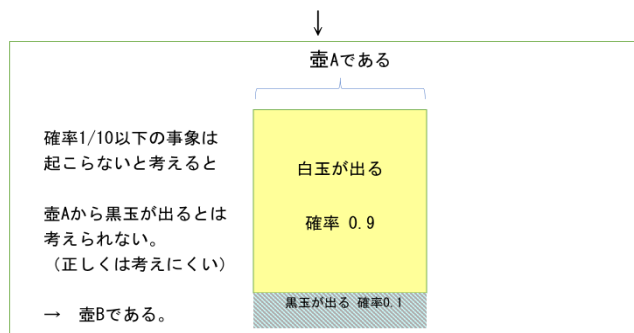 ↓
壺Aである
確率1/10以下の事象は
起こらないと考えると
壺Aから黒玉が出るとは
考えられない。
（正しくは考えにくい）
→ 壺Bである。
白玉が出る
確率 0.9
黒玉が出る 確率0.1